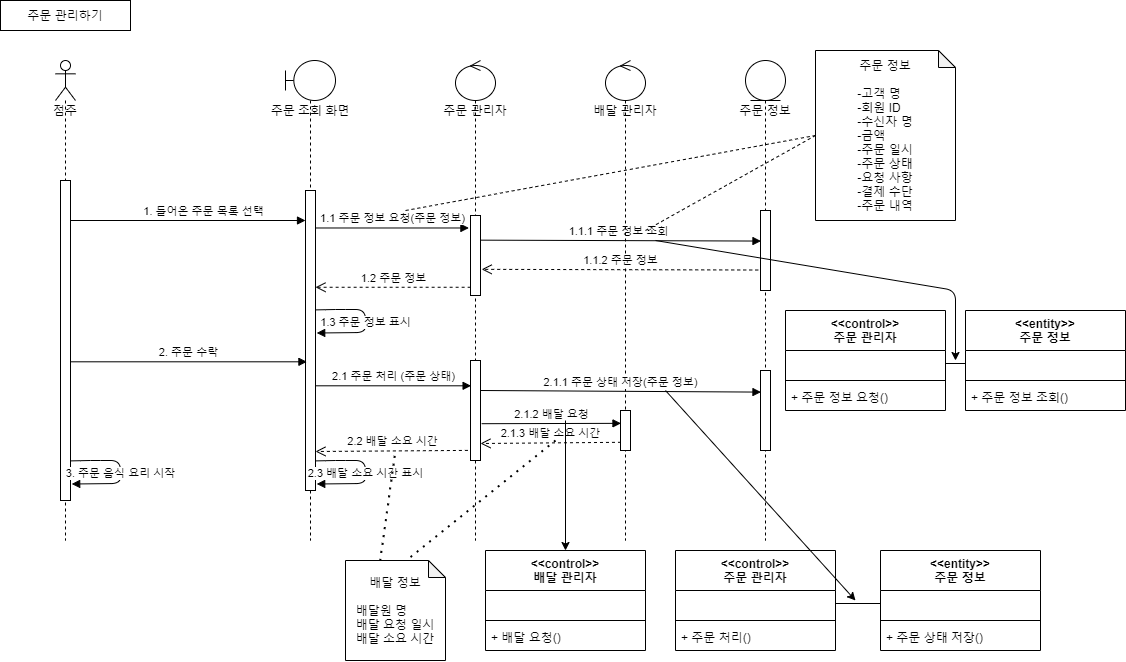 주문 관리하기
점주
주문 조회 화면
주문 관리자
배달 관리자
주문 정보
주문 정보
-고객 명
-회원 ID
-수신자 명
-금액
-주문 일시
-주문 상태
-요청 사항
-결제 수단
-주문 내역
1. 들어온 주문 목록 선택
1.1 주문 정보 요청(주문 정보)
1.1.1 주문 정보 조회
1.1.2 주문 정보
1.2 주문 정보
1.3 주문 정보 표시
2. 주문 수락
2.1 주문 처리 (주문 상태)
2.1.1 주문 상태 저장(주문 정보)
2.1.2 배달 요청
2.1.3 배달 소요 시간
2.2 배달 소요 시간
2.3 배달 소요 시간 표시
3. 주문 음식 요리 시작
<<control>>
주문 관리자
+ 주문 정보 요청()
<<entity>>
주문 정보
+ 주문 정보 조회()
배달 정보
배달원 명
배달 요청 일시
배달 소요 시간
<<control>>
배달 관리자
+ 배달 요청()
<<control>>
주문 관리자
+ 주문 처리()
<<entity>>
주문 정보
+ 주문 상태 저장()